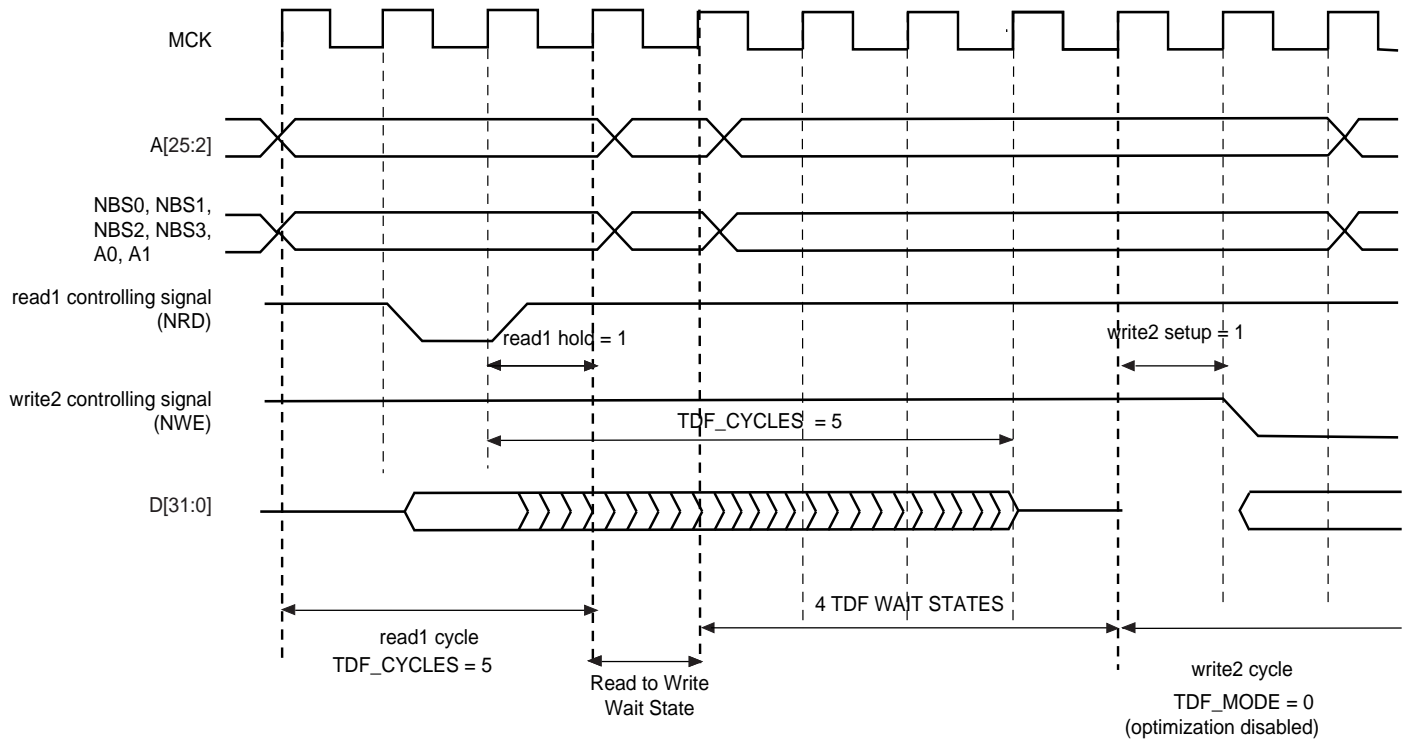 MCK
A[25:2]
NBS0, NBS1,
NBS2, NBS3,
A0, A1
read1 controlling signal
(NRD)
read1 hold = 1
write2 setup = 1
write2 controlling signal
(NWE)
TDF_CYCLES = 5
D[31:0]
4 TDF WAIT STATES
read1 cycle
TDF_CYCLES = 5
Read to Write
Wait State
write2 cycle
TDF_MODE = 0
(optimization disabled)